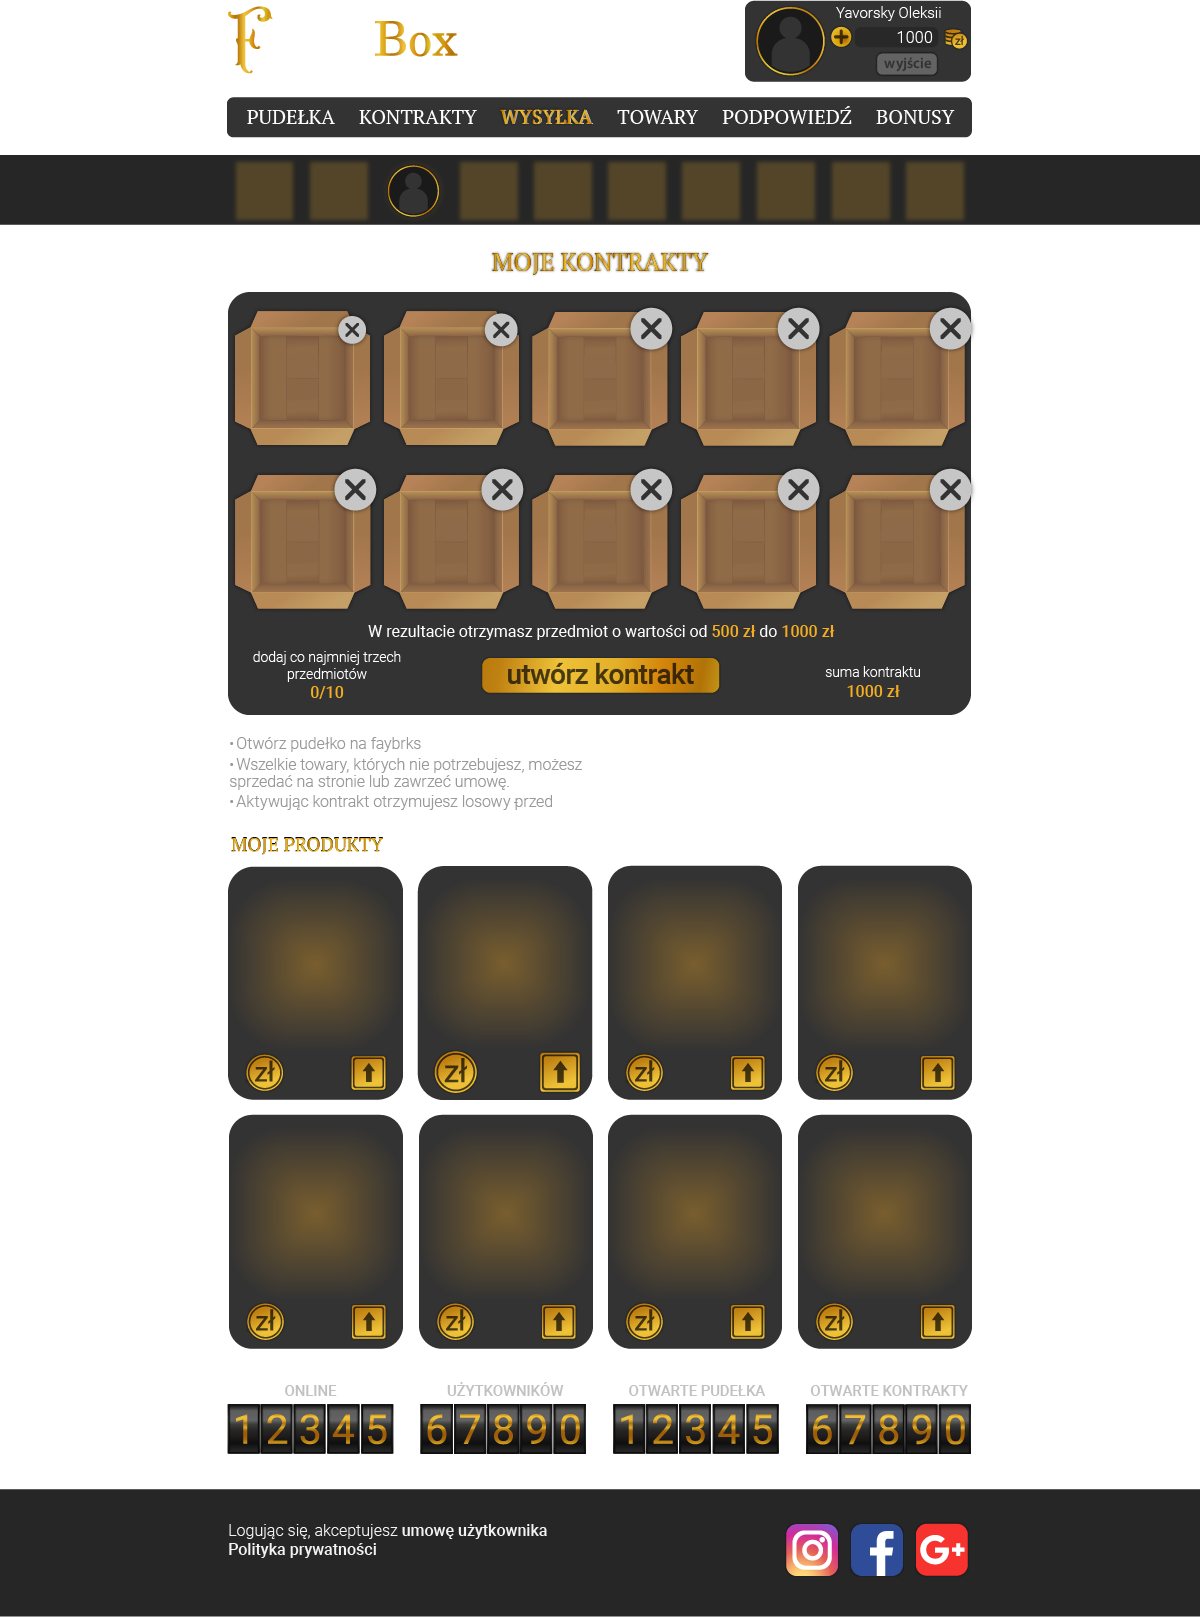 F Box
Yavorsky Oleksii
1000
zł
wyjście
PUDEŁKA KONTRAKTY WYSYŁKA TOWARY PODPOWIEDŹ BONUSY
MOJE KONTRAKTY
W rezultacie otrzymasz przedmiot o wartości od 500 zł do 1000 zł
dodaj co najmniej trzech
przedmiotów
0/10
utwórz kontrakt
suma kontraktu
1000 zł
• Otwórz pudełko na faybrks
• Wszelkie towary, których nie potrzebujesz, możesz
sprzedać na stronie lub zawrzeć umowę.
• Aktywując kontrakt otrzymujesz losowy przed
MOJE PRODUKTY
zł zł zł zł
zł zł zł zł
ONLINE UŻYTKOWNIKÓW OTWARTE PUDEŁKA OTWARTE KONTRAKTY
12345 67890 12345 67890
Logując się, akceptujesz umowę użytkownika
Polityka prywatności
G+